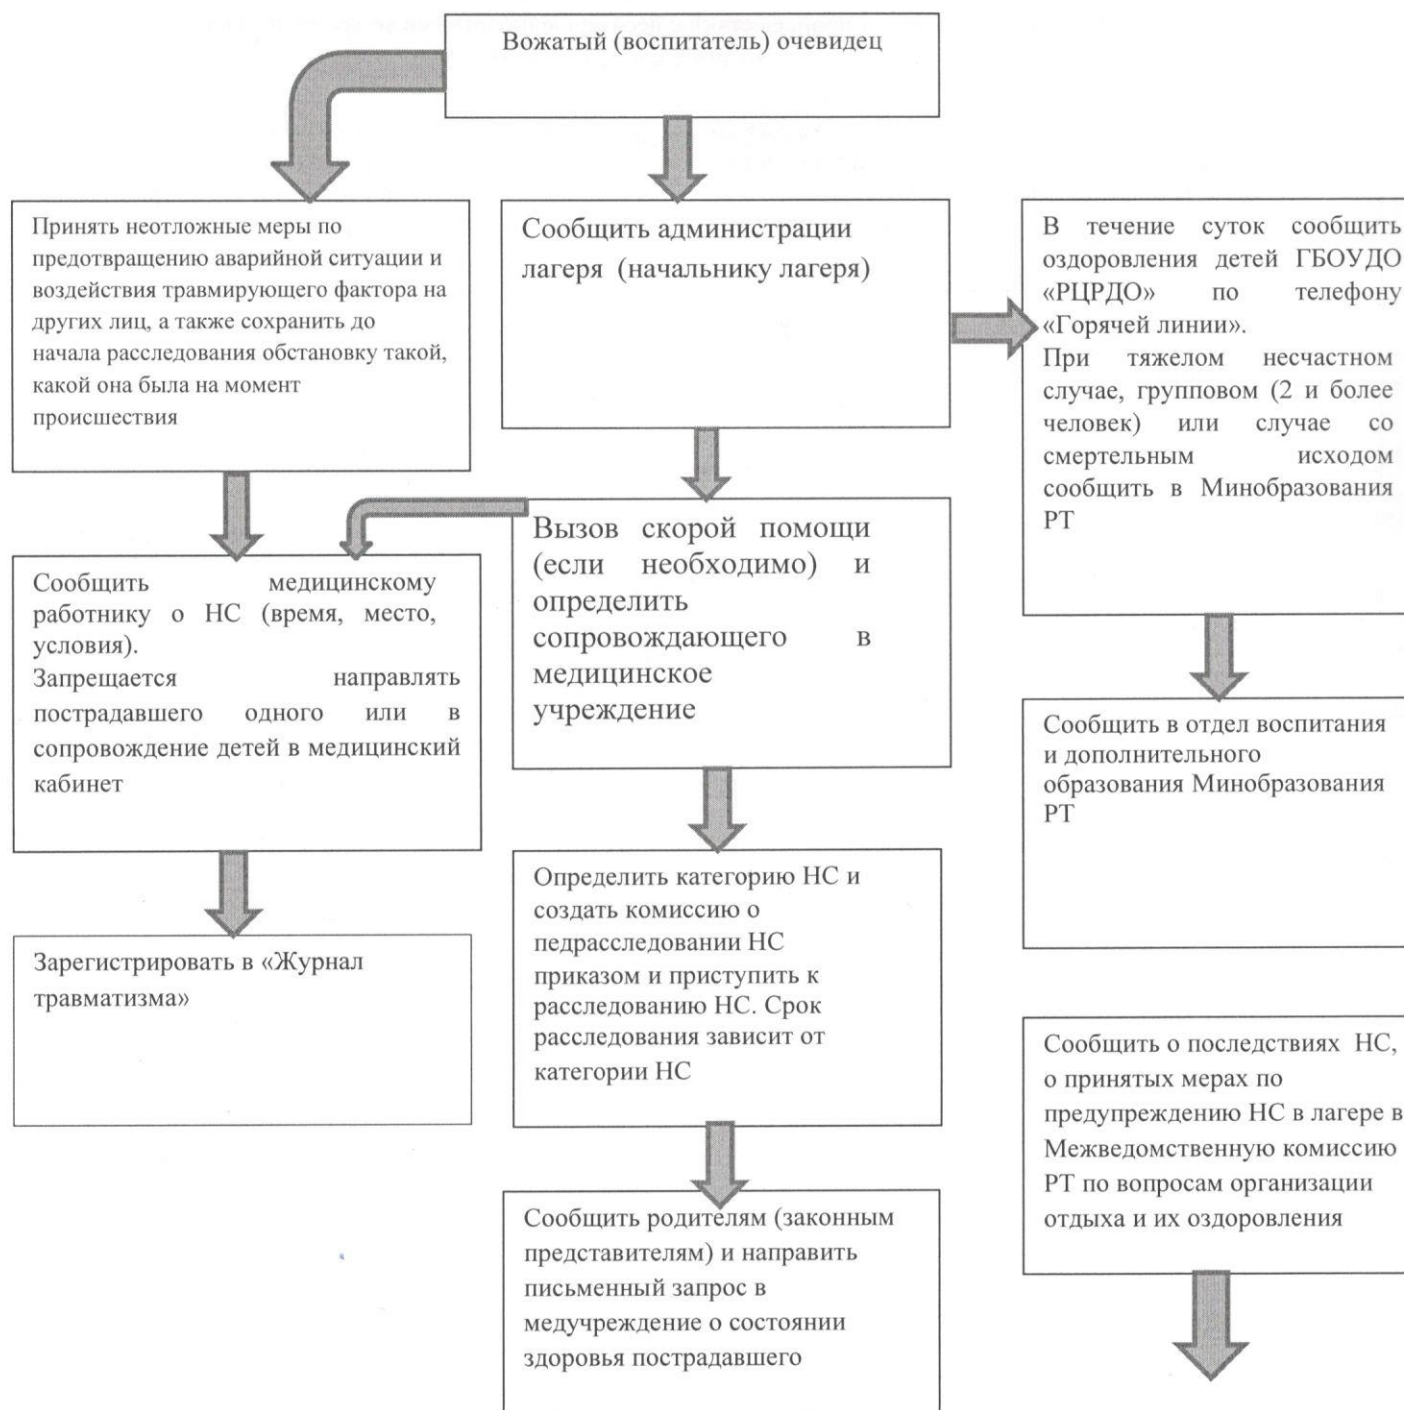 Вожатый (воспитатель) очевидец
Принять неотложные меры по
предотвращению аварийной ситуации и
воздействия травмирующего фактора на
других лиц, а также сохранить до
начала расследования обстановку такой,
какой она была на момент
происшествия
Сообщить администрации
лагеря (начальнику лагеря)
В течение суток сообщить
оздоровления детей ГБОУДО
«РЦРДО» по телефону
«Горячей линии».
При тяжелом несчастном
случае, групповом (2 и более
человек) или случае со
смертельным исходом
сообщить в Минобразования
РТ
Сообщить медицинскому
работнику о НС (время, место,
условия).
Запрещается направлять
пострадавшего одного или в
сопровождение детей в медицинский
кабинет
Вызов скорой помощи
(если необходимо) и
определить
сопровождающего в
медицинское
учреждение
Сообщить в отдел воспитания
и дополнительного
образования Минобразования
РТ
Зарегистрировать в «Журнал
травматизма»
Определить категорию НС и
создать комиссию о
педрасследовании НС
приказом и приступить к
расследованию НС. Срок
расследования зависит от
категории НС
Сообщить о последствиях НС,
о принятых мерах по
предупреждению НС в лагере в
Межведомственную комиссию
РТ по вопросам организации
отдыха и их оздоровления
Сообщить родителям (законным
представителям) и направить
письменный запрос в
медучреждение о состоянии
здоровья пострадавшего